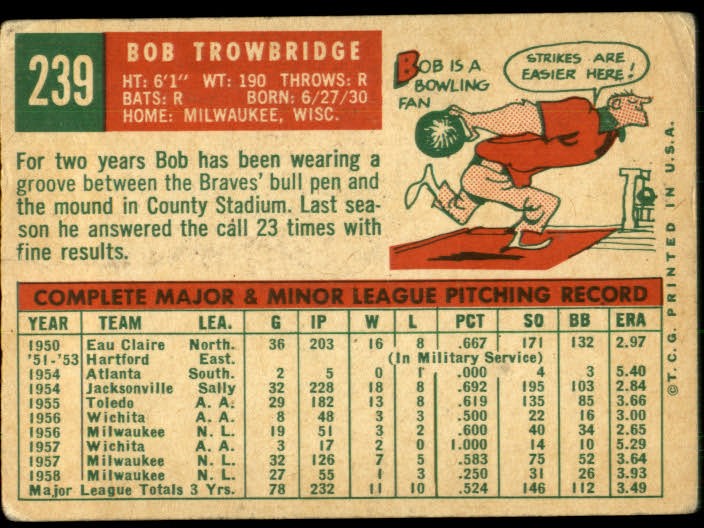 239
BOB TROWBRIDGE
HT: 6'1" WT: 190 THROWS: R
BATS: R BORN: 6/27/30
HOME: MILWAUKEE, WISC.
BOB IS A
BOWLING
FAN
STRIKES ARE
EASIER HERE!
For two years Bob has been wearing a
groove between the Braves' bull pen and
the mound in County Stadium. Last sea-
son he answered the call 23 times with
fine results.
©T.C.G. PRINTED IN U.S.A.
COMPLETE MAJOR & MINOR LEAGUE PITCHING RECORD
YEAR TEAM LEA. G IP W L PCT SO BB ERA
1950 Eau Claire North. 36 203 16 8 .667 171 132 2.97
'51-'53 Hartford East. (In Military Service)
1954 Atlanta South. 2 5 0 1 .000 4 3 5.40
1954 Jacksonville Sally 32 228 18 8 .692 195 103 2.84
1955 Toledo A. A. 29 182 13 8 .619 135 85 3.66
1956 Wichita A. A. 8 48 3 3 .500 22 16 3.00
1956 Milwaukee N. L. 19 51 3 2 .600 40 34 2.65
1957 Wichita A. A. 3 17 2 0 1.000 14 10 5.29
1957 Milwaukee N. L. 32 126 7 5 .583 75 52 3.64
1958 Milwaukee N. L. 27 55 1 3 .250 31 26 3.93
Major League Totals 3 Yrs. 78 232 11 10 .524 146 112 3.49